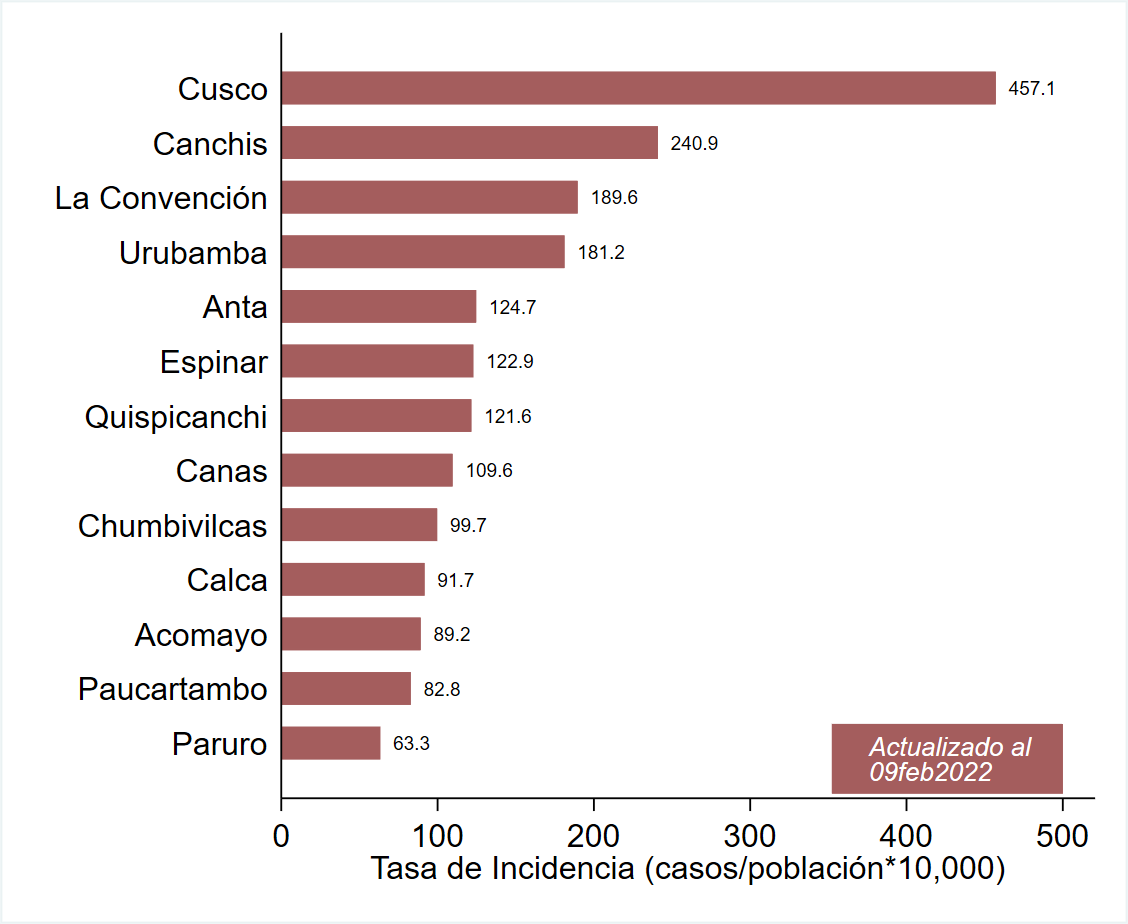 Cusco 457.1
Canchis 240.9
La Convención 189.6
Urubamba 181.2
Anta 124.7
Espinar 122.9
Quispicanchi 121.6
Canas 109.6
Chumbivilcas 99.7
Calca 91.7
Acomayo 89.2
Paucartambo 82.8
Paruro 63.3
Actualizado al
09feb2022
0 100 200 300 400 500
Tasa de Incidencia (casos/población*10,000)